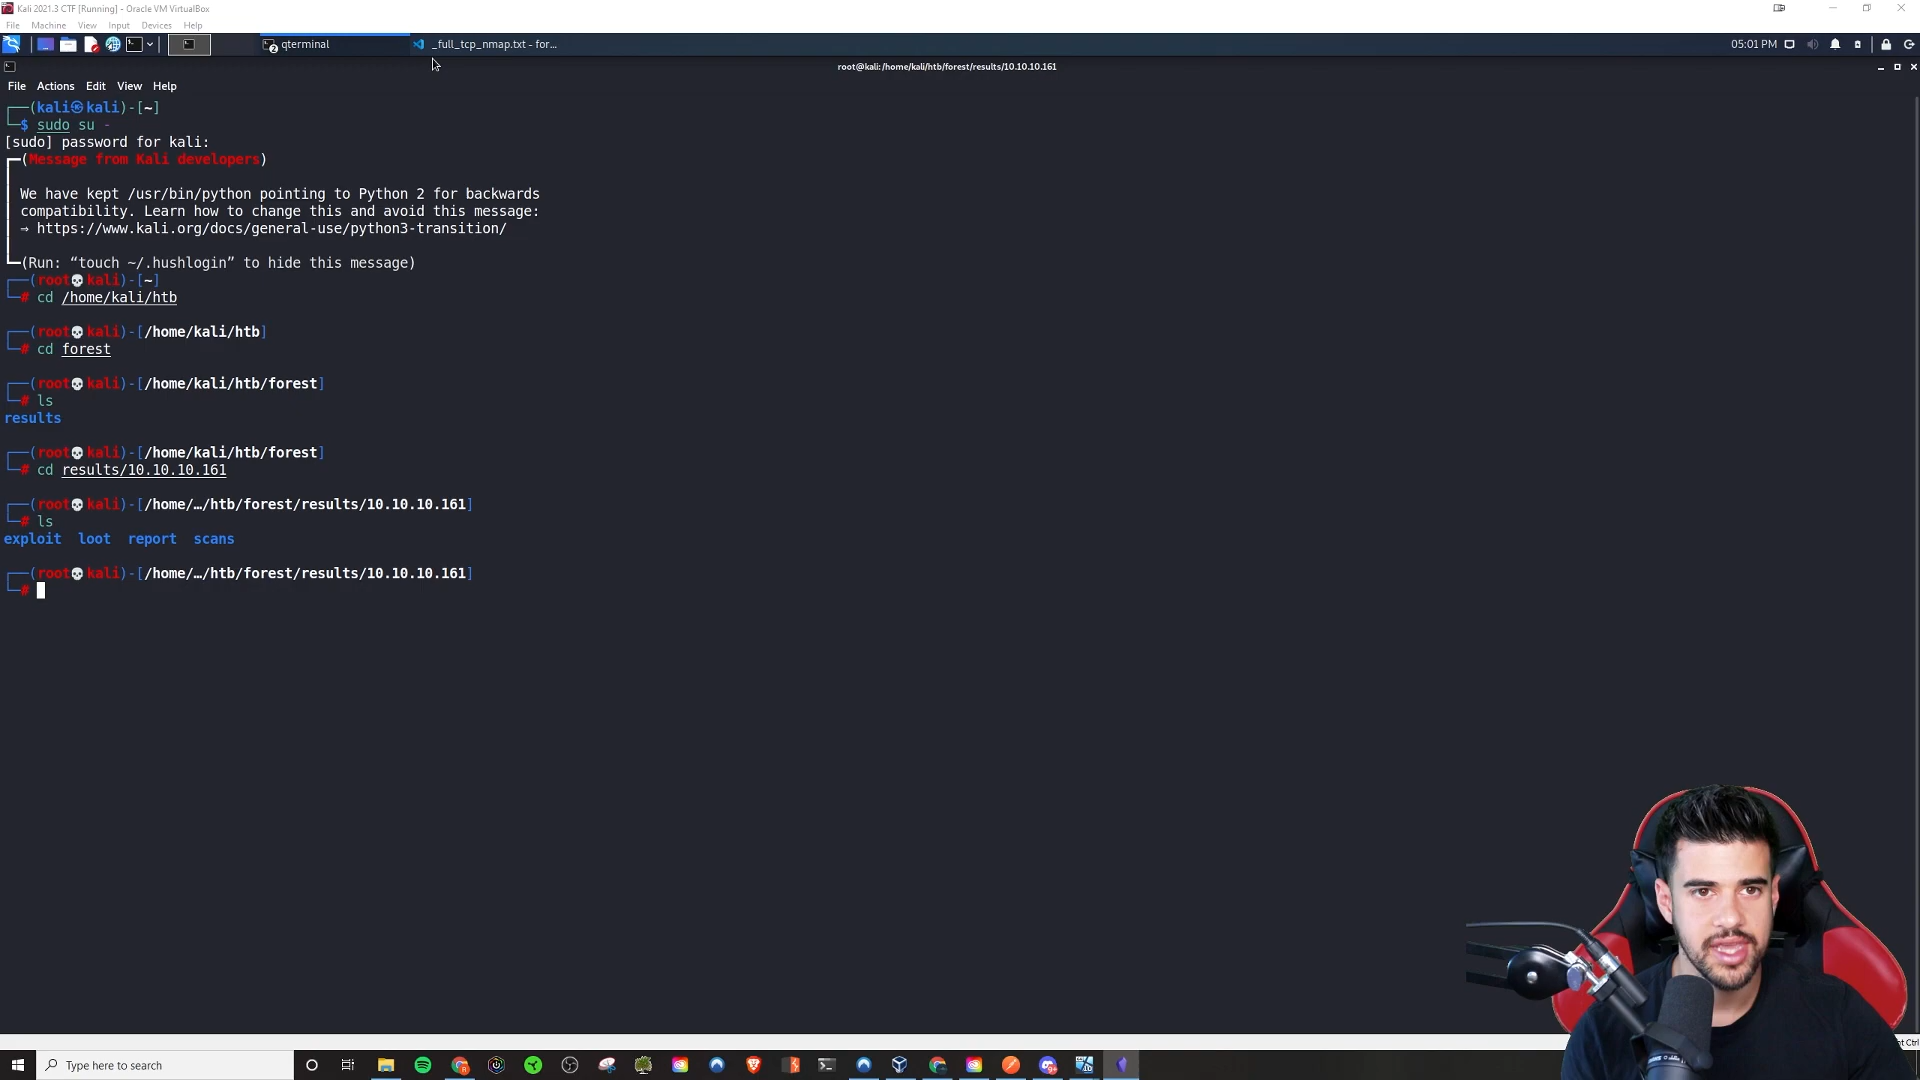 Kali 2021.3 CTF [Running] - Oracle VM VirtualBox
File Machine View Input Devices Help
qterminal
_full_tcp_nmap.txt - for...
05:01 PM
root@kali: /home/kali/htb/forest/results/10.10.10.161
File Actions Edit View Help
(kali㉿kali)-[~]
$ sudo su -
[sudo] password for kali:
(Message from Kali developers)
We have kept /usr/bin/python pointing to Python 2 for backwards
compatibility. Learn how to change this and avoid this message:
⇒ https://www.kali.org/docs/general-use/python3-transition/
(Run: “touch ~/.hushlogin” to hide this message)
(root💀kali)-[~]
# cd /home/kali/htb
(root💀kali)-[/home/kali/htb]
# cd forest
(root💀kali)-[/home/kali/htb/forest]
# ls
results
(root💀kali)-[/home/kali/htb/forest]
# cd results/10.10.10.161
(root💀kali)-[/home/…/htb/forest/results/10.10.10.161]
# ls
exploit loot report scans
(root💀kali)-[/home/…/htb/forest/results/10.10.10.161]
#
Type here to search